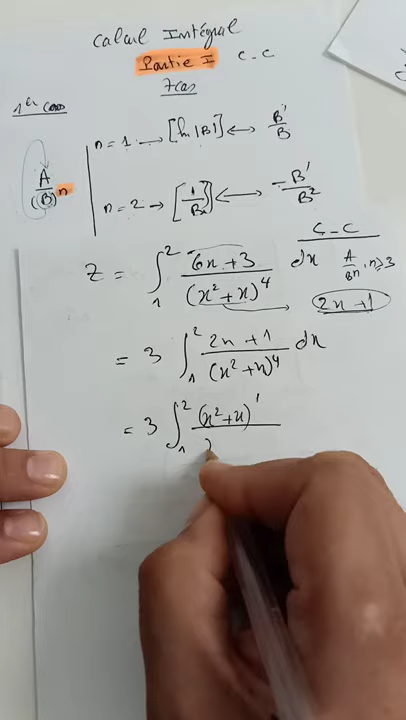 Calcul Intégral
Partie I C-C
7cas
1er cas
A/(B)^n
n = 1 → [ln|B|] ↔ B'/B
n = 2 → [1/B] ↔ -B'/B²
C-C
A/Bⁿ, n≥3
Z = ∫₁² (6x+3)/(x²+x)⁴ dx
2x+1
= 3 ∫₁² (2x+1)/(x²+x)⁴ dx
= 3 ∫₁² (x²+x)'